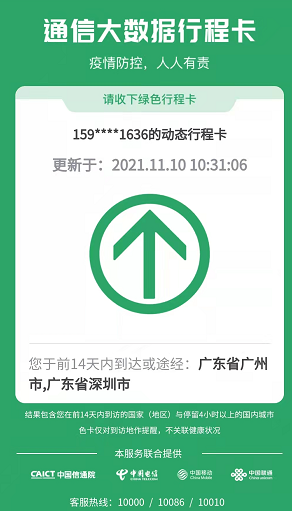 通信大数据行程卡
疫情防控，人人有责
请收下绿色行程卡
159****1636的动态行程卡
更新于：2021.11.10 10:31:06
您于前14天内到达或途经：广东省广州
市,广东省深圳市
结果包含您在前14天内到访的国家（地区）与停留4小时以上的国内城市
色卡仅对到访地作提醒，不关联健康状况
本服务联合提供
CAICT 中国信通院 中国电信 CHINA TELECOM 中国移动 China Mobile 中国联通 China unicom
客服热线：10000 / 10086 / 10010